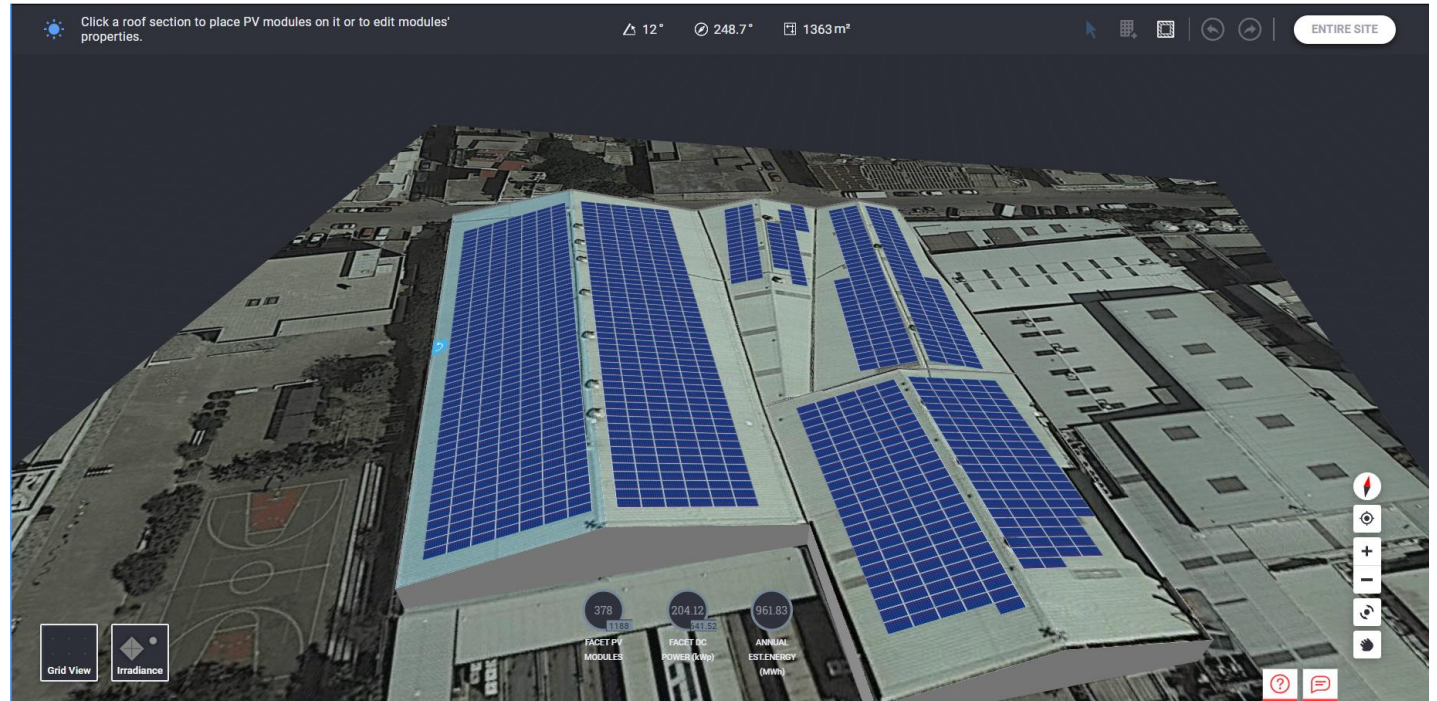 Click a roof section to place PV modules on it or to edit modules'
properties.
12°
248.7°
1363 m²
ENTIRE SITE
Grid View
Irradiance
378
1188
FACET PV
MODULES
204.12
641.52
FACET DC
POWER (kWp)
961.83
ANNUAL
EST.ENERGY
(MWh)